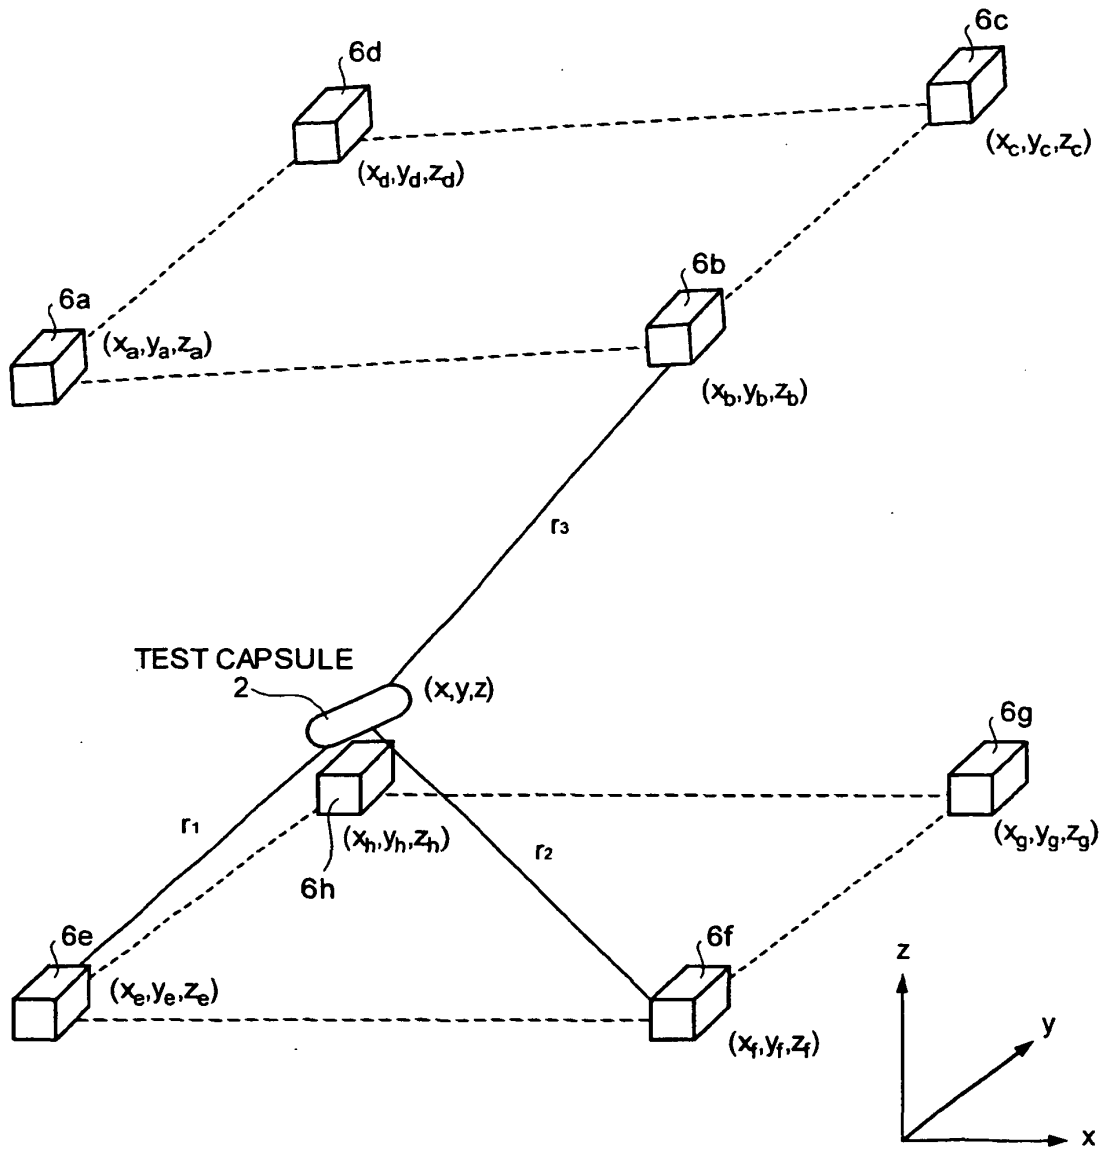 6d
6c
(xd,yd,zd)
(xc,yc,zc)
6a
6b
(xa,ya,za)
(xb,yb,zb)
r3
TEST CAPSULE
2
(x,y,z)
6g
r1
(xh,yh,zh)
r2
(xg,yg,zg)
6h
6e
6f
(xe,ye,ze)
(xf,yf,zf)
z
y
x